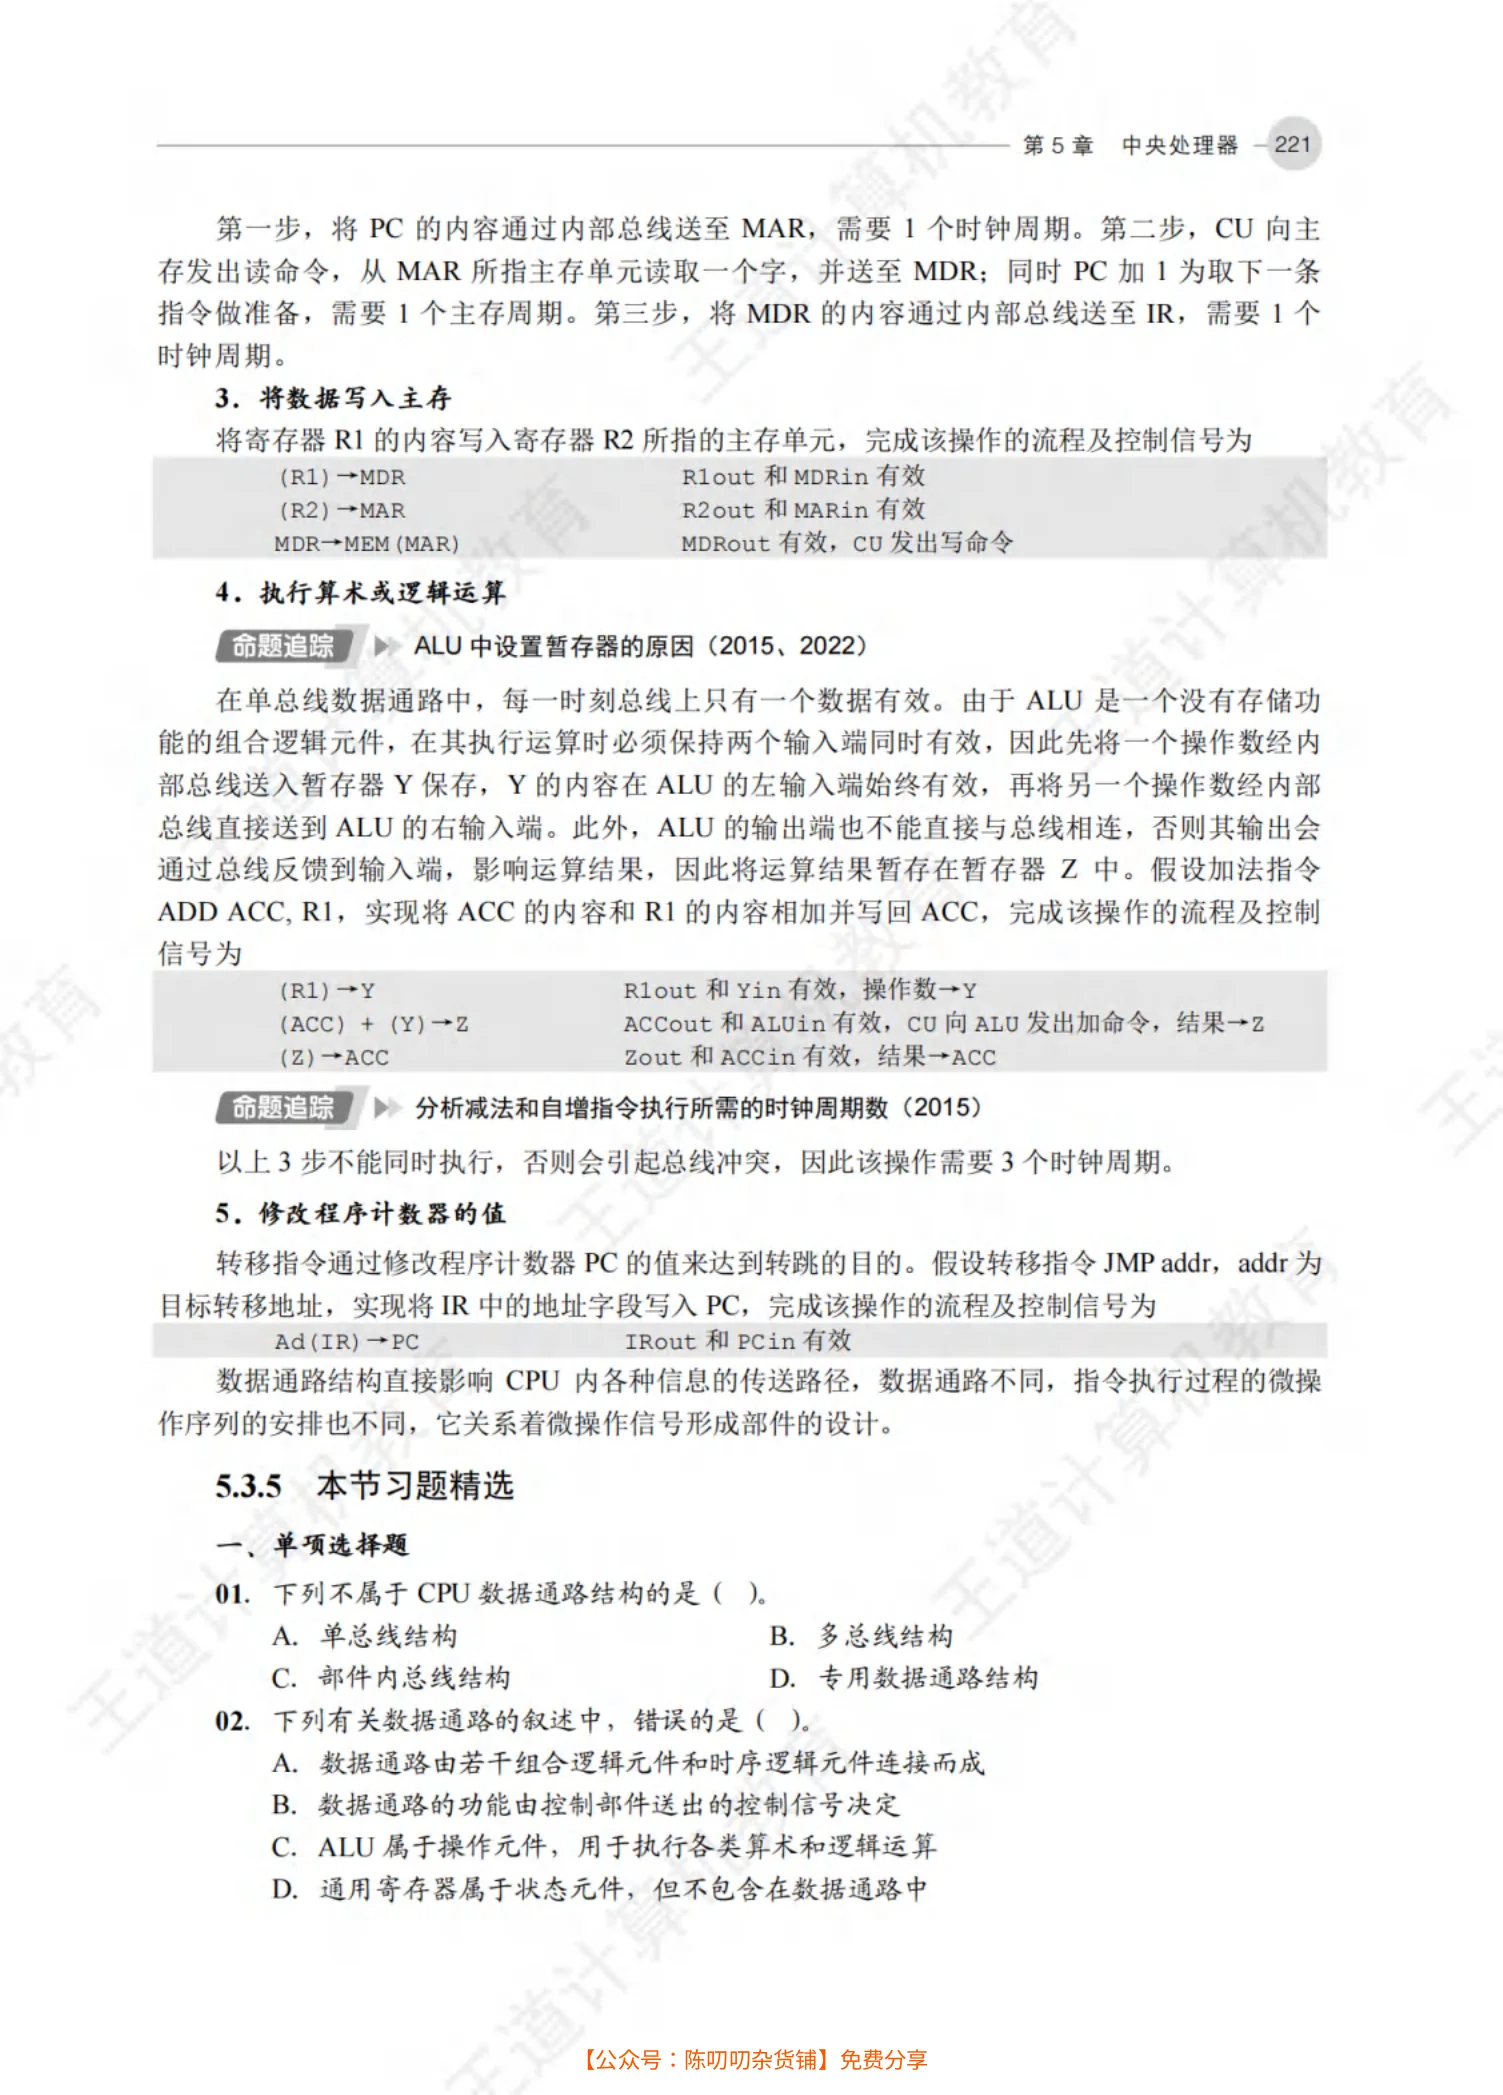 第 5 章　中央处理器　221
第一步，将 PC 的内容通过内部总线送至 MAR，需要 1 个时钟周期。第二步，CU 向主
存发出读命令，从 MAR 所指主存单元读取一个字，并送至 MDR；同时 PC 加 1 为取下一条
指令做准备，需要 1 个主存周期。第三步，将 MDR 的内容通过内部总线送至 IR，需要 1 个
时钟周期。
3．将数据写入主存
将寄存器 R1 的内容写入寄存器 R2 所指的主存单元，完成该操作的流程及控制信号为
(R1)→MDR　R1out 和 MDRin 有效
(R2)→MAR　R2out 和 MARin 有效
MDR→MEM(MAR)　MDRout 有效，CU 发出写命令
4．执行算术或逻辑运算
命题追踪　ALU 中设置暂存器的原因（2015、2022）
在单总线数据通路中，每一时刻总线上只有一个数据有效。由于 ALU 是一个没有存储功
能的组合逻辑元件，在其执行运算时必须保持两个输入端同时有效，因此先将一个操作数经内
部总线送入暂存器 Y 保存，Y 的内容在 ALU 的左输入端始终有效，再将另一个操作数经内部
总线直接送到 ALU 的右输入端。此外，ALU 的输出端也不能直接与总线相连，否则其输出会
通过总线反馈到输入端，影响运算结果，因此将运算结果暂存在暂存器 Z 中。假设加法指令
ADD ACC, R1，实现将 ACC 的内容和 R1 的内容相加并写回 ACC，完成该操作的流程及控制
信号为
(R1)→Y　R1out 和 Yin 有效，操作数→Y
(ACC) + (Y)→Z　ACCout 和 ALUin 有效，CU 向 ALU 发出加命令，结果→Z
(Z)→ACC　Zout 和 ACCin 有效，结果→ACC
命题追踪　分析减法和自增指令执行所需的时钟周期数（2015）
以上 3 步不能同时执行，否则会引起总线冲突，因此该操作需要 3 个时钟周期。
5．修改程序计数器的值
转移指令通过修改程序计数器 PC 的值来达到转跳的目的。假设转移指令 JMP addr，addr 为
目标转移地址，实现将 IR 中的地址字段写入 PC，完成该操作的流程及控制信号为
Ad(IR)→PC　IRout 和 PCin 有效
数据通路结构直接影响 CPU 内各种信息的传送路径，数据通路不同，指令执行过程的微操
作序列的安排也不同，它关系着微操作信号形成部件的设计。
5.3.5　本节习题精选
一、单项选择题
01. 下列不属于 CPU 数据通路结构的是（　）。
A. 单总线结构　B. 多总线结构
C. 部件内总线结构　D. 专用数据通路结构
02. 下列有关数据通路的叙述中，错误的是（　）。
A. 数据通路由若干组合逻辑元件和时序逻辑元件连接而成
B. 数据通路的功能由控制部件送出的控制信号决定
C. ALU 属于操作元件，用于执行各类算术和逻辑运算
D. 通用寄存器属于状态元件，但不包含在数据通路中
【公众号：陈叨叨杂货铺】免费分享